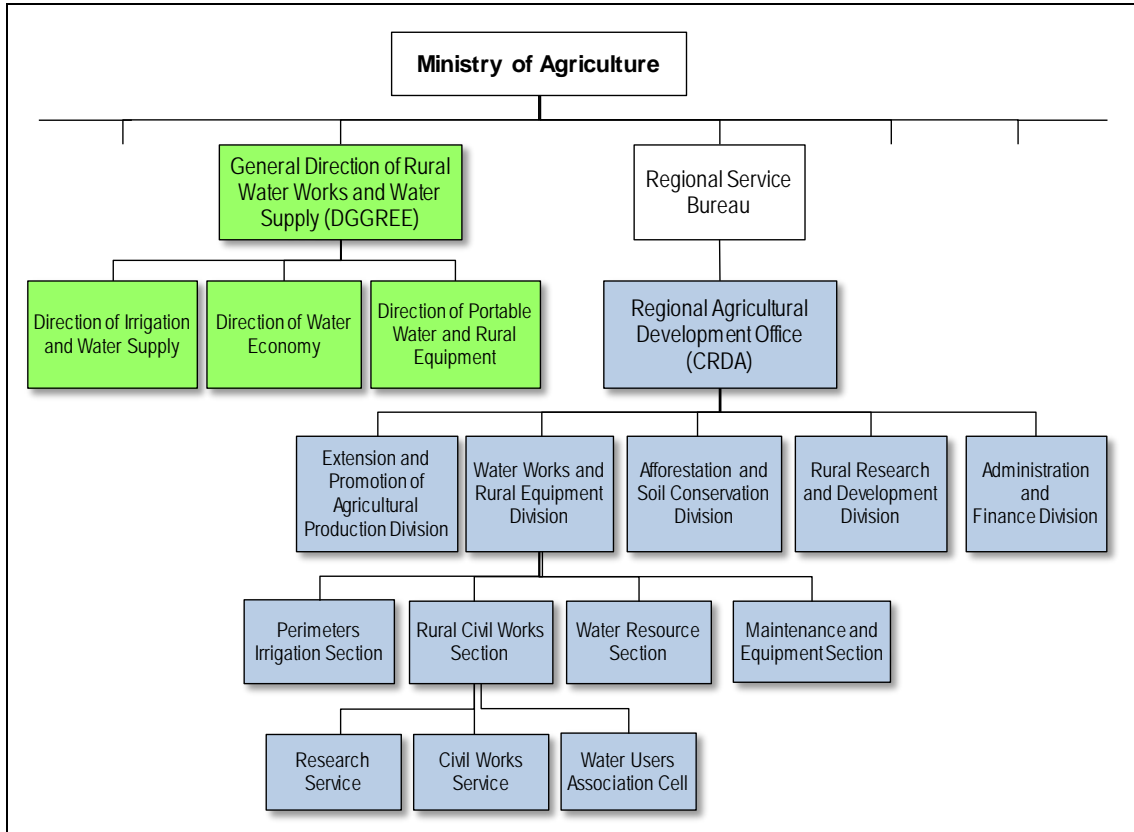 Ministry of Agriculture
General Direction of Rural
Water Works and Water
Supply (DGGREE)
Regional Service
Bureau
Direction of Irrigation
and Water Supply
Direction of Water
Economy
Direction of Portable
Water and Rural
Equipment
Regional Agricultural
Development Office
(CRDA)
Extension and
Promotion of
Agricultural
Production Division
Water Works and
Rural Equipment
Division
Afforestation and
Soil Conservation
Division
Rural Research
and Development
Division
Administration
and
Finance Division
Perimeters
Irrigation Section
Rural Civil Works
Section
Water Resource
Section
Maintenance and
Equipment Section
Research
Service
Civil Works
Service
Water Users
Association Cell